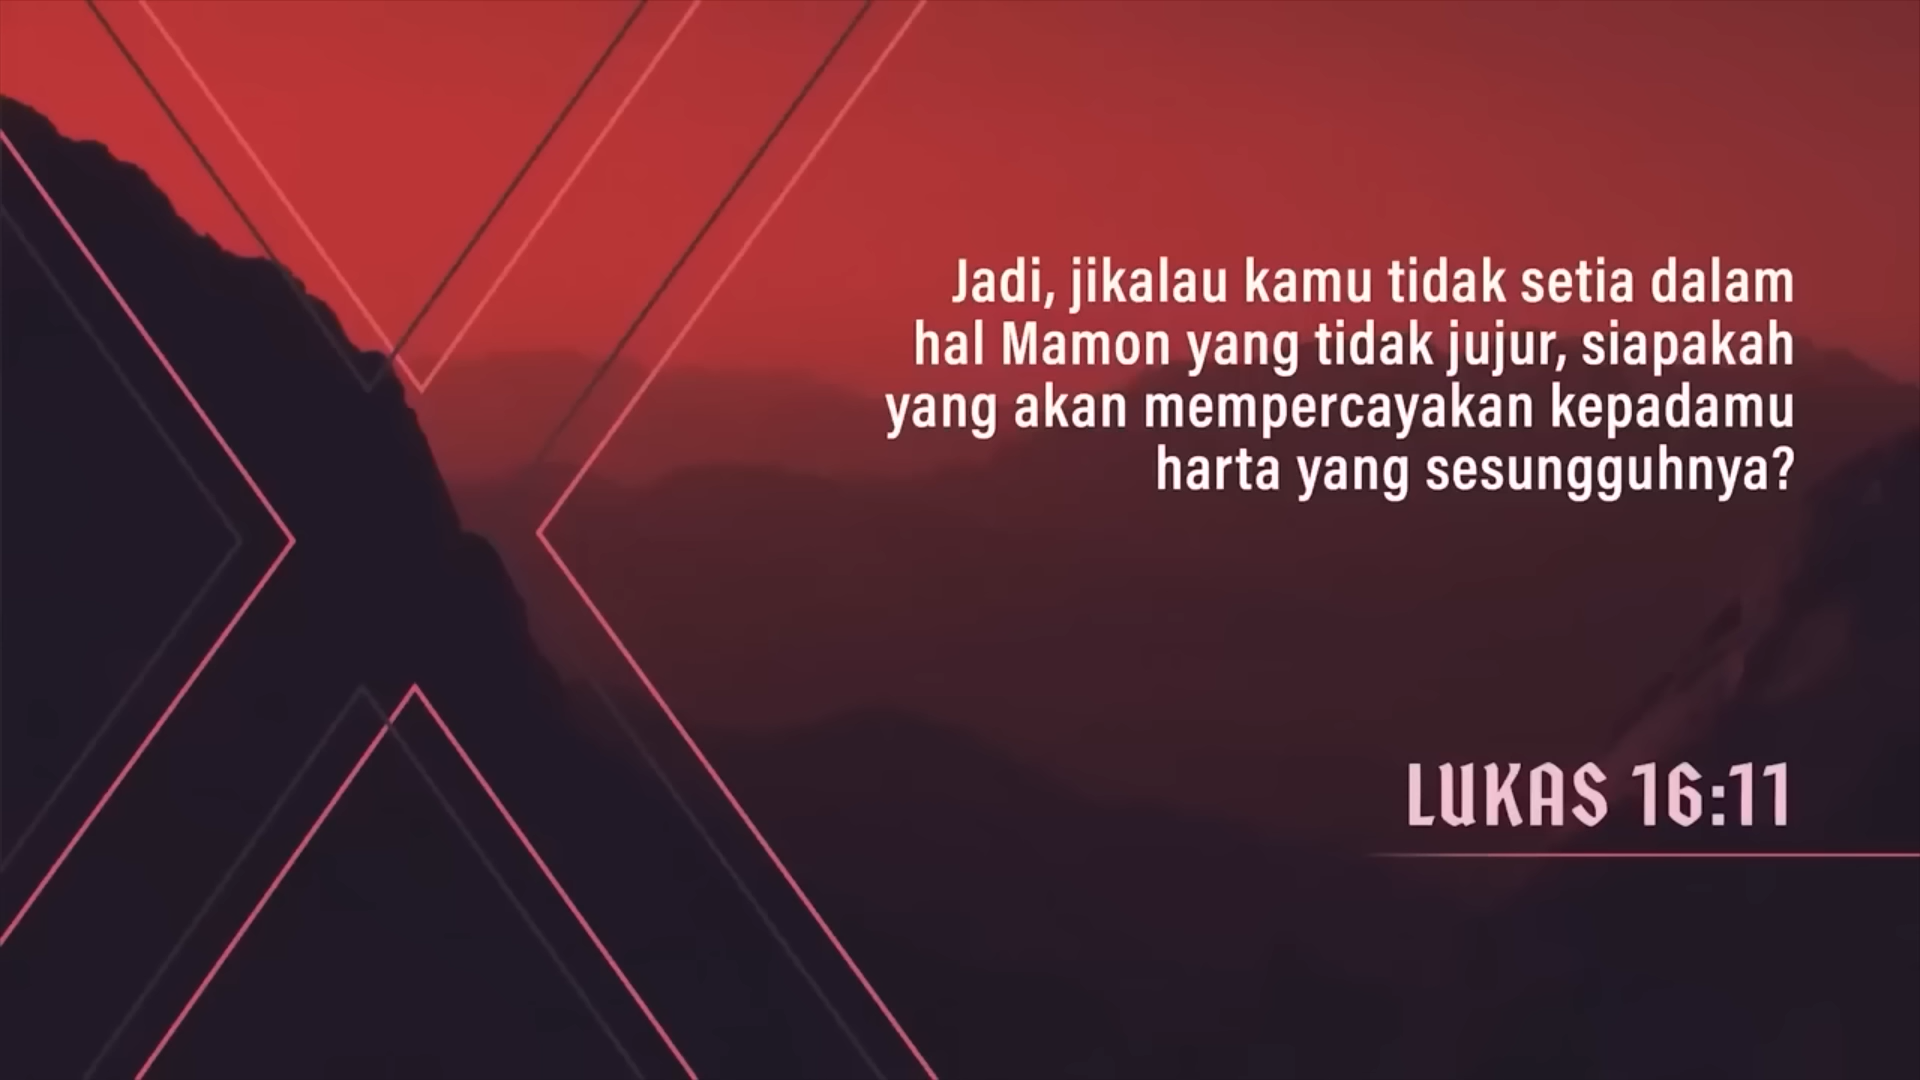 Jadi, jikalau kamu tidak setia dalam
hal Mamon yang tidak jujur, siapakah
yang akan mempercayakan kepadamu
harta yang sesungguhnya?
LUKAS 16:11